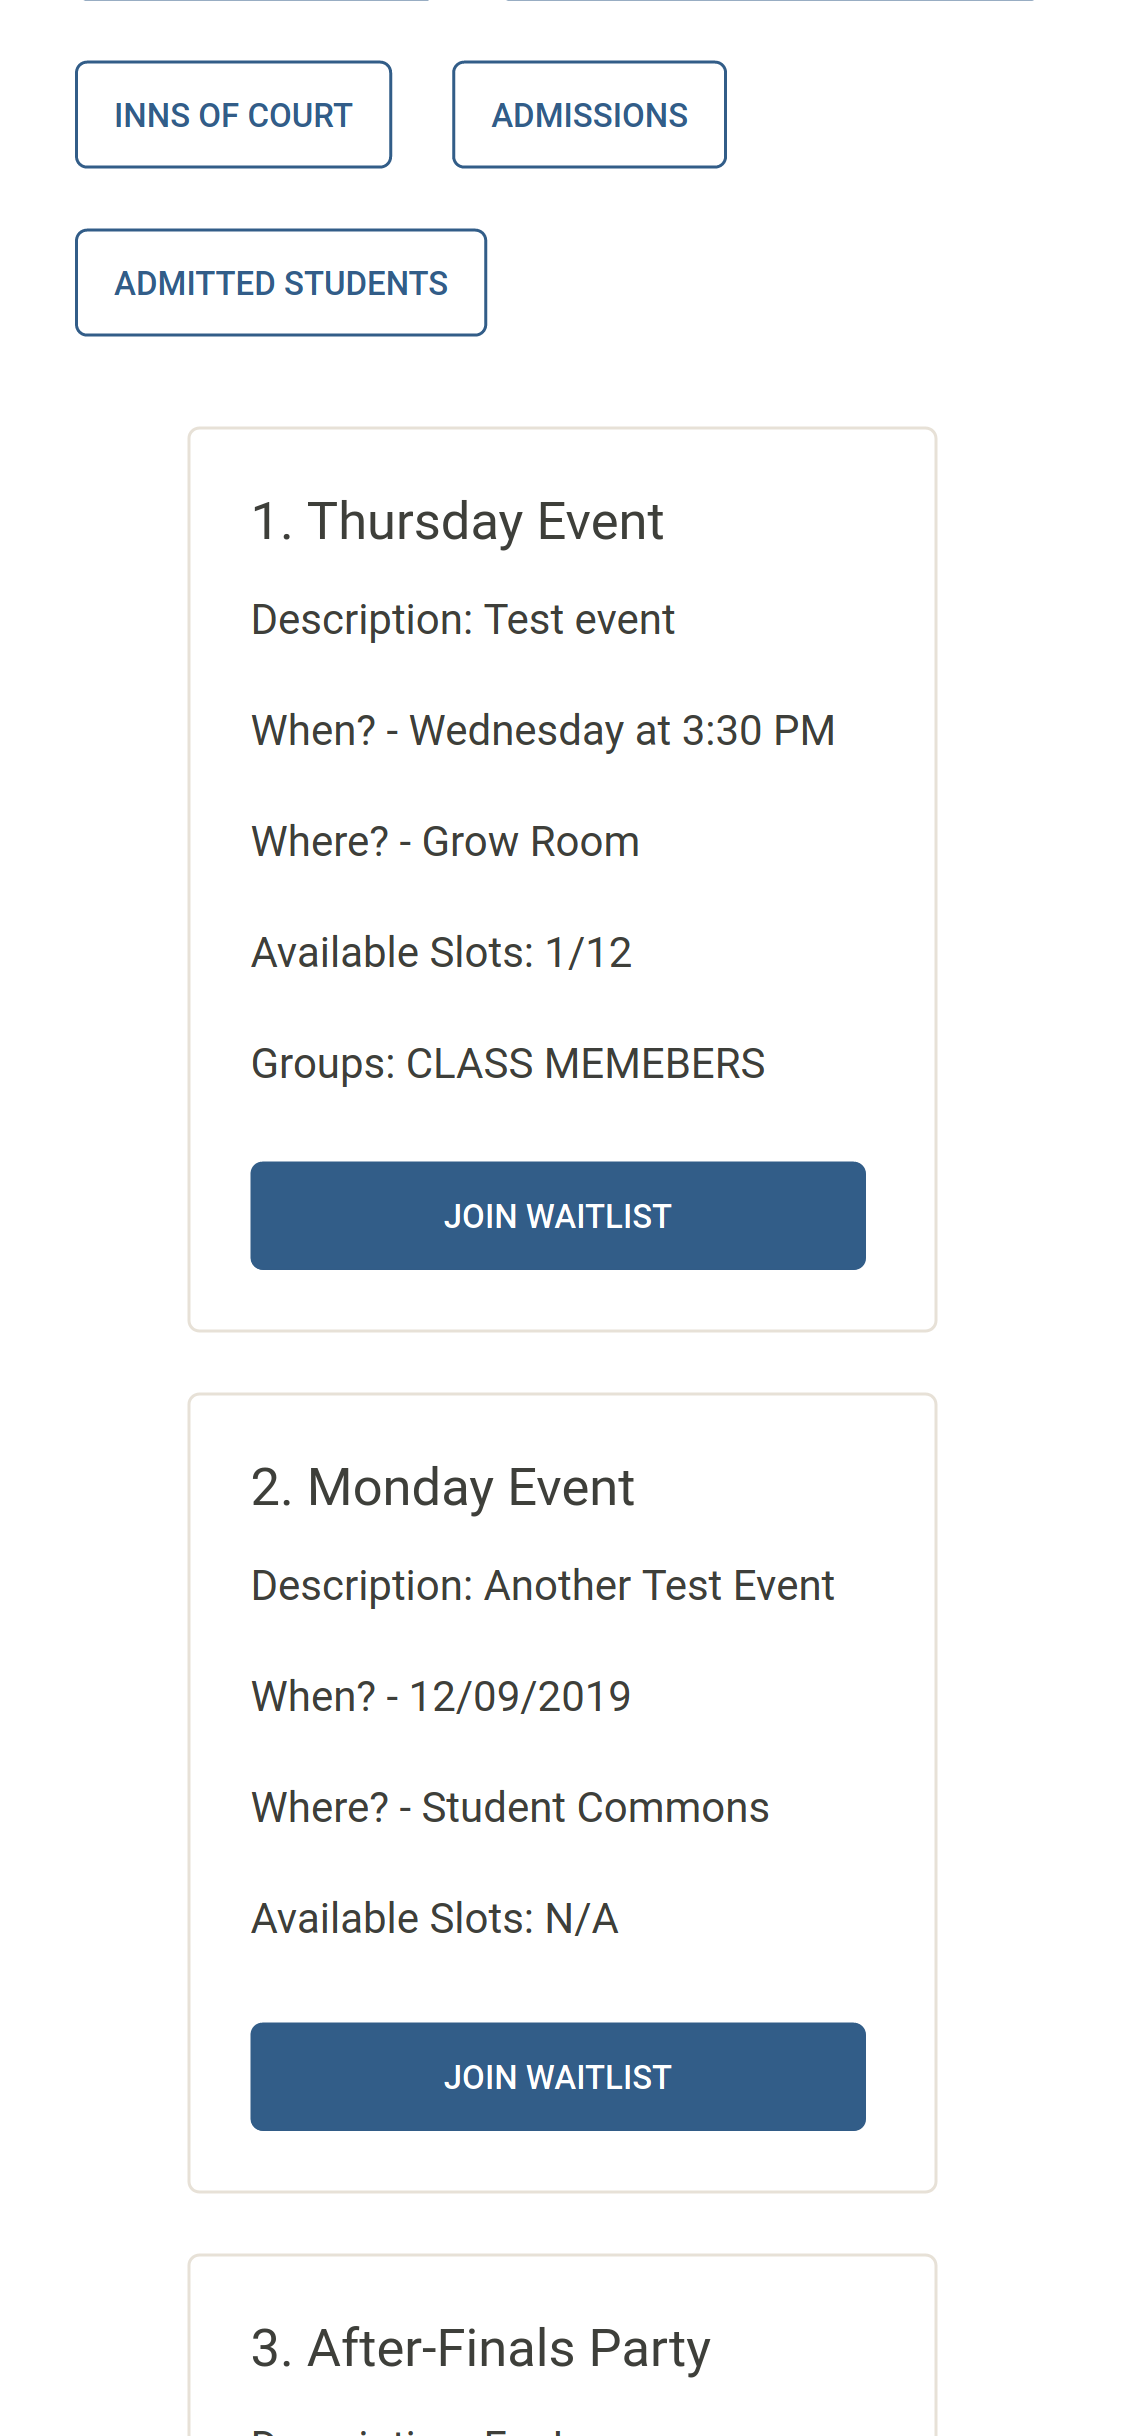 INNS OF COURT
ADMISSIONS
ADMITTED STUDENTS
1. Thursday Event
Description: Test event
When? - Wednesday at 3:30 PM
Where? - Grow Room
Available Slots: 1/12
Groups: CLASS MEMEBERS
JOIN WAITLIST
2. Monday Event
Description: Another Test Event
When? - 12/09/2019
Where? - Student Commons
Available Slots: N/A
JOIN WAITLIST
3. After-Finals Party